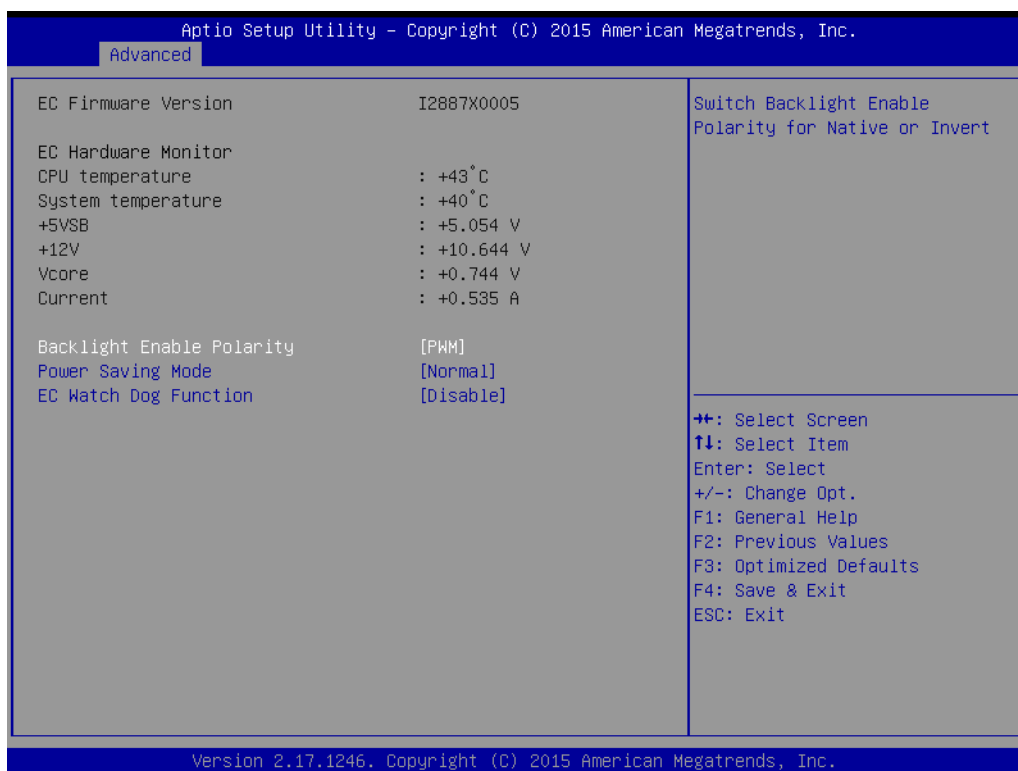 Aptio Setup Utility – Copyright (C) 2015 American Megatrends, Inc.
Advanced
EC Firmware Version I2887X0005
EC Hardware Monitor
CPU temperature : +43°C
System temperature : +40°C
+5VSB : +5.054 V
+12V : +10.644 V
Vcore : +0.744 V
Current : +0.535 A
Backlight Enable Polarity [PWM]
Power Saving Mode [Normal]
EC Watch Dog Function [Disable]
Switch Backlight Enable
Polarity for Native or Invert
→←: Select Screen
↑↓: Select Item
Enter: Select
+/-: Change Opt.
F1: General Help
F2: Previous Values
F3: Optimized Defaults
F4: Save & Exit
ESC: Exit
Version 2.17.1246. Copyright (C) 2015 American Megatrends, Inc.